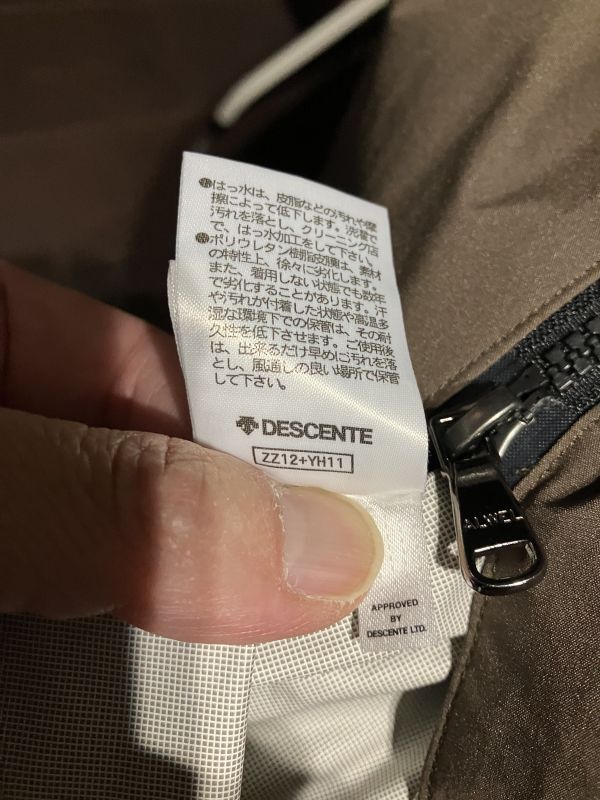 ●はっ水は、皮脂などの汚れや摩
擦によって低下します。洗濯で
汚れを落とし、クリーニング店
で、はっ水加工をして下さい。
●ポリウレタン樹脂皮膜は、素材
の特性上、徐々に劣化します。
また、着用しない状態でも数年
で劣化することがあります。汗
や汚れが付着した状態や高温多
湿な環境下での保管は、その耐
久性を低下させます。ご使用後
は、出来るだけ早めに汚れを落
とし、風通しの良い場所で保管
して下さい。
DESCENTE
ZZ12+YH11
ALWEL
APPROVED
BY
DESCENTE LTD.